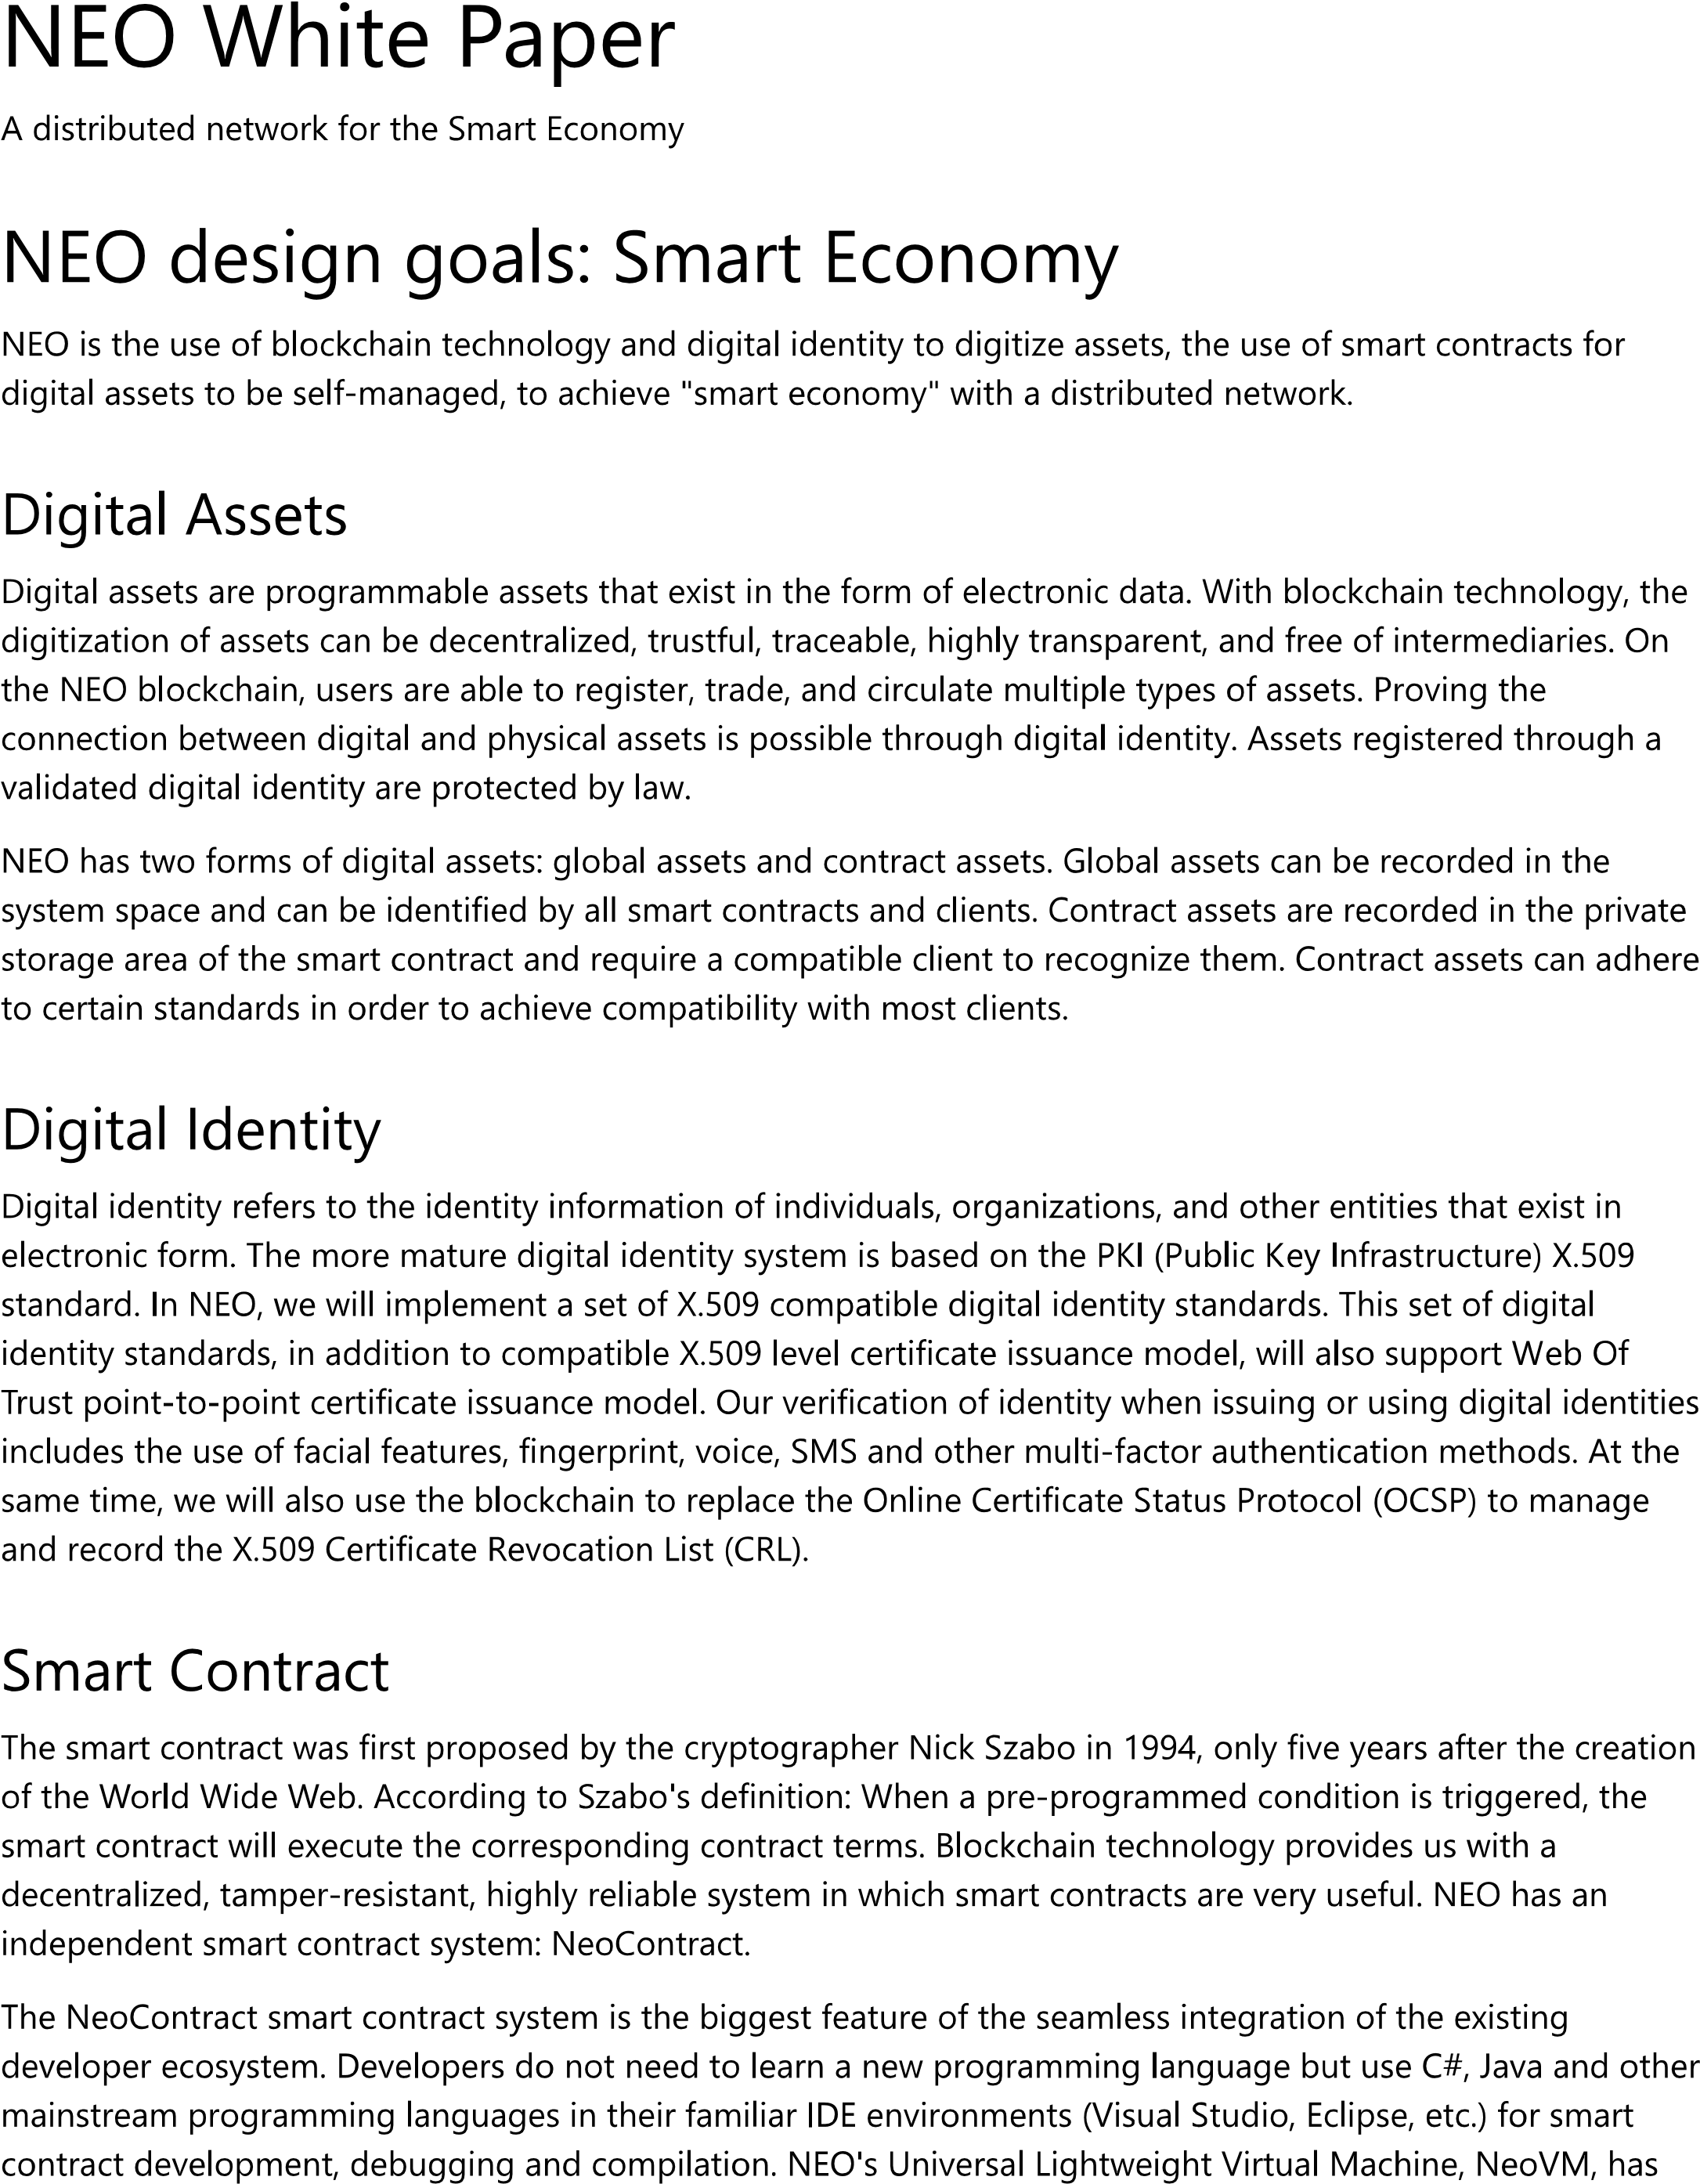 NEO White Paper
A distributed network for the Smart Economy
NEO design goals: Smart Economy
NEO is the use of blockchain technology and digital identity to digitize assets, the use of smart contracts for
digital assets to be self-managed, to achieve "smart economy" with a distributed network.
Digital Assets
Digital assets are programmable assets that exist in the form of electronic data. With blockchain technology, the
digitization of assets can be decentralized, trustful, traceable, highly transparent, and free of intermediaries. On
the NEO blockchain, users are able to register, trade, and circulate multiple types of assets. Proving the
connection between digital and physical assets is possible through digital identity. Assets registered through a
validated digital identity are protected by law.
NEO has two forms of digital assets: global assets and contract assets. Global assets can be recorded in the
system space and can be identified by all smart contracts and clients. Contract assets are recorded in the private
storage area of the smart contract and require a compatible client to recognize them. Contract assets can adhere
to certain standards in order to achieve compatibility with most clients.
Digital Identity
Digital identity refers to the identity information of individuals, organizations, and other entities that exist in
electronic form. The more mature digital identity system is based on the PKI (Public Key Infrastructure) X.509
standard. In NEO, we will implement a set of X.509 compatible digital identity standards. This set of digital
identity standards, in addition to compatible X.509 level certificate issuance model, will also support Web Of
Trust point-to-point certificate issuance model. Our verification of identity when issuing or using digital identities
includes the use of facial features, fingerprint, voice, SMS and other multi-factor authentication methods. At the
same time, we will also use the blockchain to replace the Online Certificate Status Protocol (OCSP) to manage
and record the X.509 Certificate Revocation List (CRL).
Smart Contract
The smart contract was first proposed by the cryptographer Nick Szabo in 1994, only five years after the creation
of the World Wide Web. According to Szabo's definition: When a pre-programmed condition is triggered, the
smart contract will execute the corresponding contract terms. Blockchain technology provides us with a
decentralized, tamper-resistant, highly reliable system in which smart contracts are very useful. NEO has an
independent smart contract system: NeoContract.
The NeoContract smart contract system is the biggest feature of the seamless integration of the existing
developer ecosystem. Developers do not need to learn a new programming language but use C#, Java and other
mainstream programming languages in their familiar IDE environments (Visual Studio, Eclipse, etc.) for smart
contract development, debugging and compilation. NEO's Universal Lightweight Virtual Machine, NeoVM, has